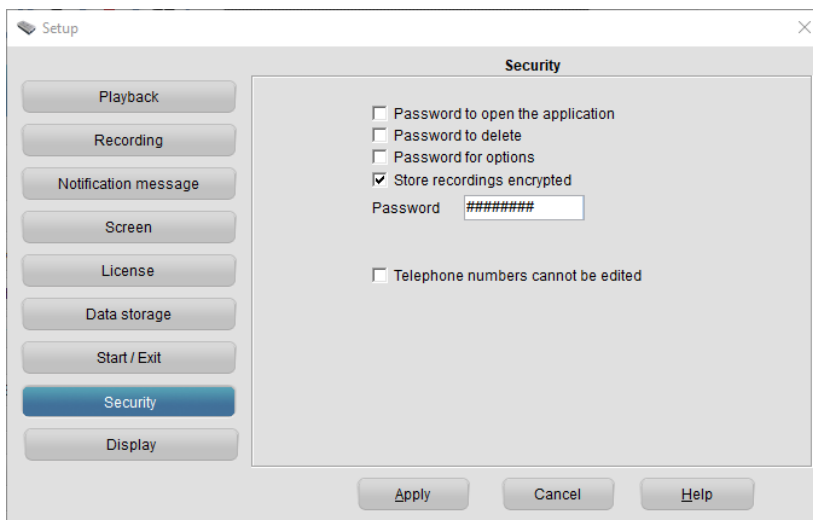 Setup
Security
Playback
Recording
Notification message
Screen
License
Data storage
Start / Exit
Security
Display
Password to open the application
Password to delete
Password for options
Store recordings encrypted
Password ########
Telephone numbers cannot be edited
Apply Cancel Help